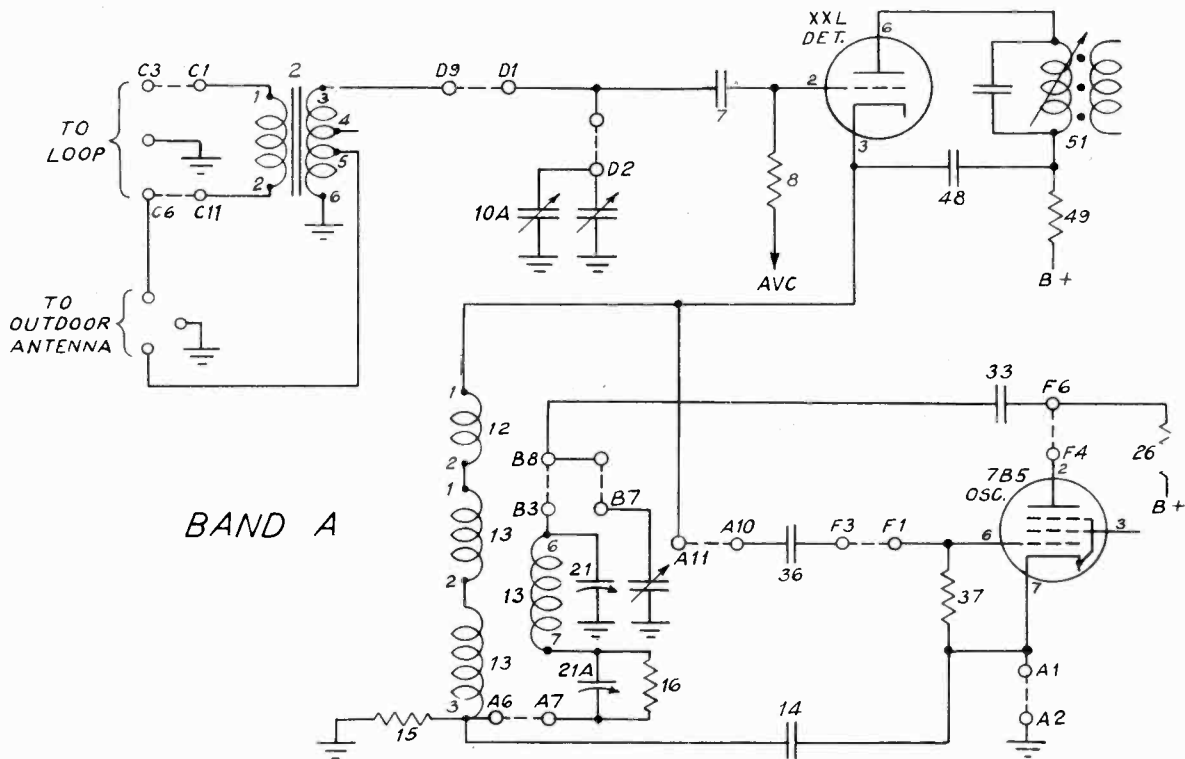 XXL
DET.
6
2
3
C3
C1
2
1
3
4
5
2
6
D9
D1
7
TO
LOOP
C6
C11
D2
10A
8
AVC
48
51
49
B+
TO
OUTDOOR
ANTENNA
1
12
2
1
13
2
13
3
BAND A
33
F6
26
B+
B8
B7
B3
6
21
13
7
21A
16
A11
A10
36
F3
F1
37
F4
2
7B5
OSC.
6
3
7
A1
A2
A6
A7
15
14